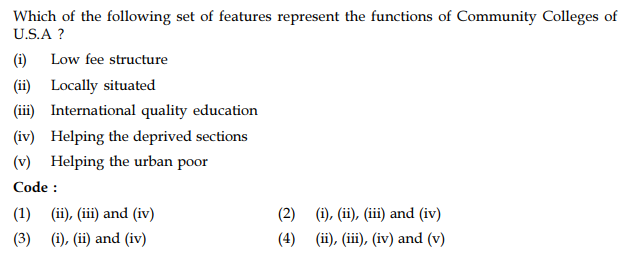 Which of the following set of features represent the functions of Community Colleges of
U.S.A ?
(i) Low fee structure
(ii) Locally situated
(iii) International quality education
(iv) Helping the deprived sections
(v) Helping the urban poor
Code :
(1) (ii), (iii) and (iv) (2) (i), (ii), (iii) and (iv)
(3) (i), (ii) and (iv) (4) (ii), (iii), (iv) and (v)